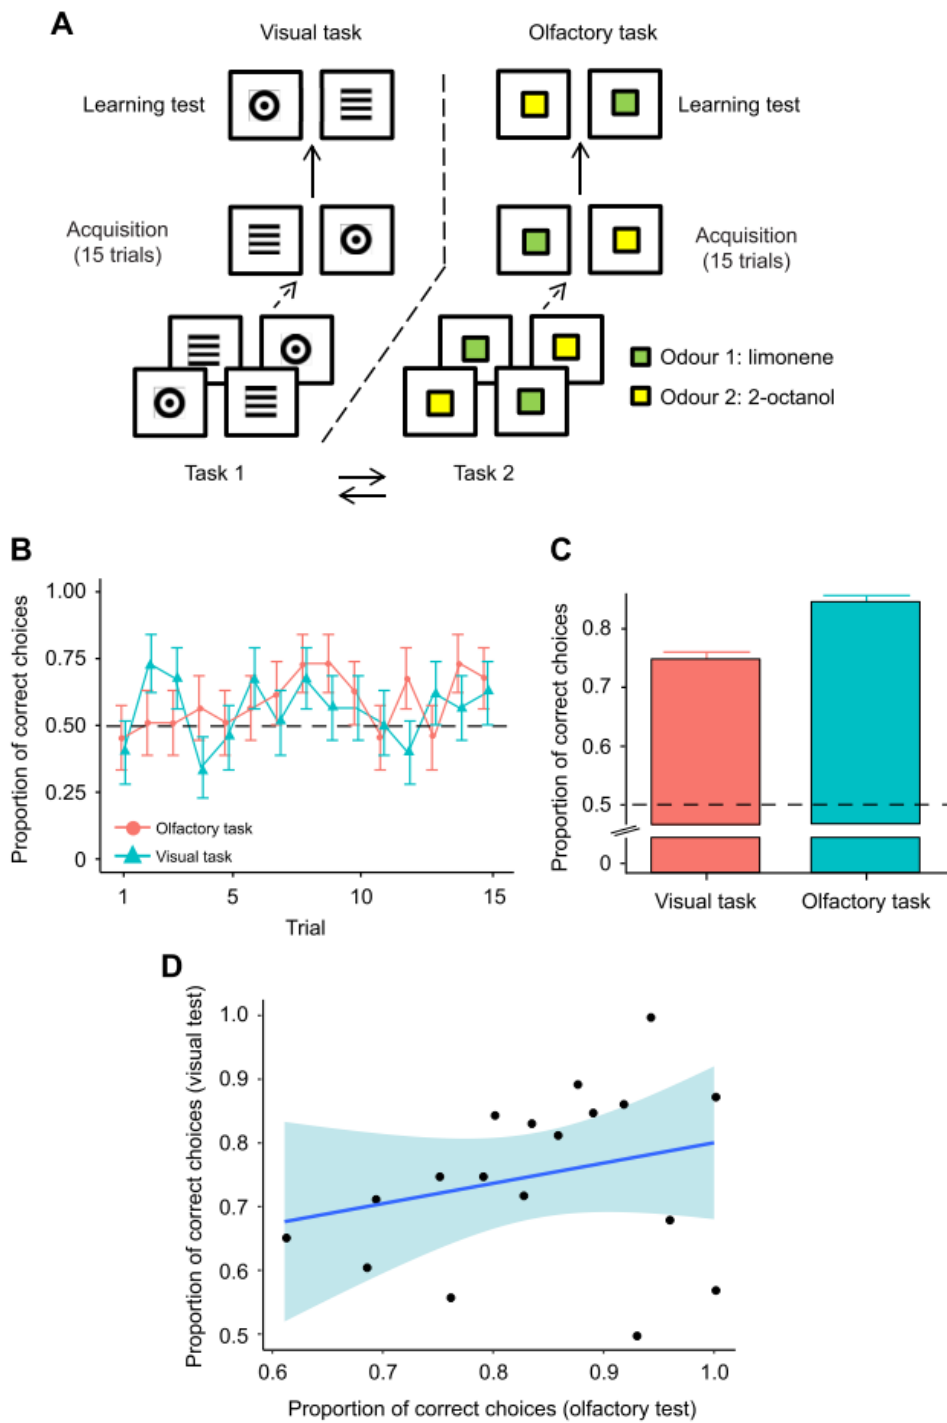 A
Visual task
Olfactory task
Learning test
Learning test
Acquisition
(15 trials)
Acquisition
(15 trials)
Odour 1: limonene
Odour 2: 2-octanol
Task 1
Task 2
B
Proportion of correct choices
1.00
0.75
0.50
0.25
0
Olfactory task
Visual task
1
5
10
15
Trial
C
Proportion of correct choices
0.8
0.7
0.6
0.5
0
Visual task
Olfactory task
D
Proportion of correct choices (visual test)
1.0
0.9
0.8
0.7
0.6
0.5
0.6
0.7
0.8
0.9
1.0
Proportion of correct choices (olfactory test)